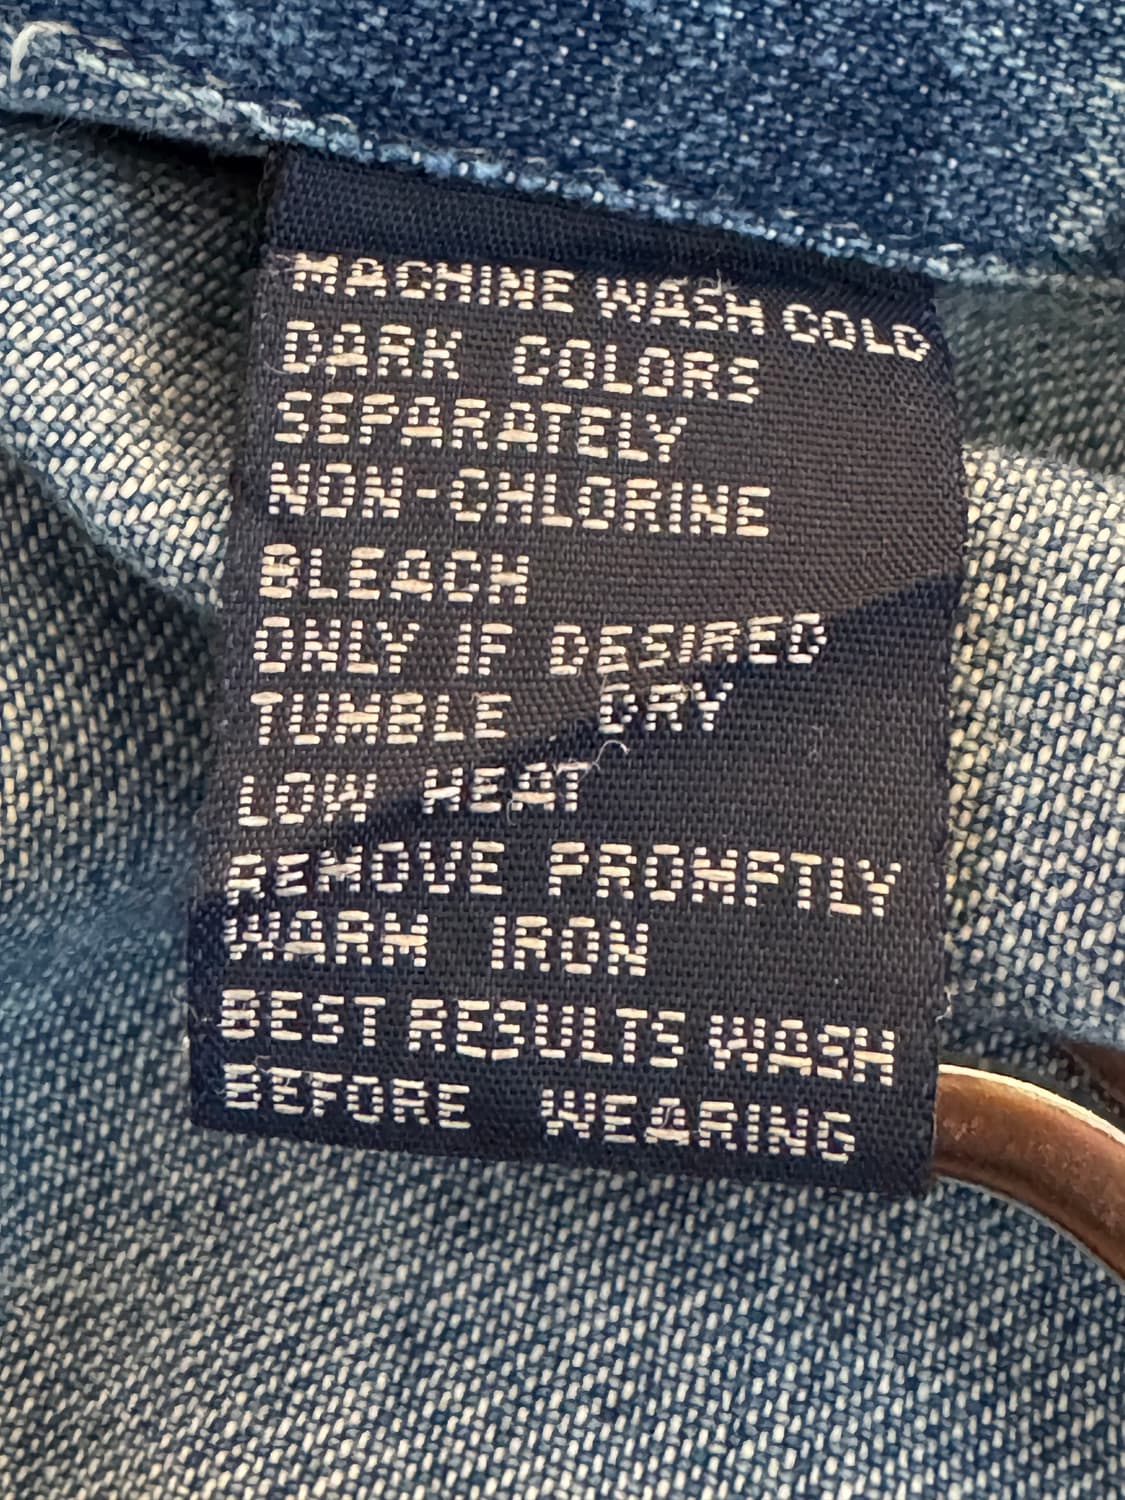 MACHINE WASH COLD
DARK COLORS
SEPARATELY
NON-CHLORINE
BLEACH
ONLY IF DESIRED
TUMBLE DRY
LOW HEAT
REMOVE PROMPTLY
WARM IRON
BEST RESULTS WASH
BEFORE WEARING